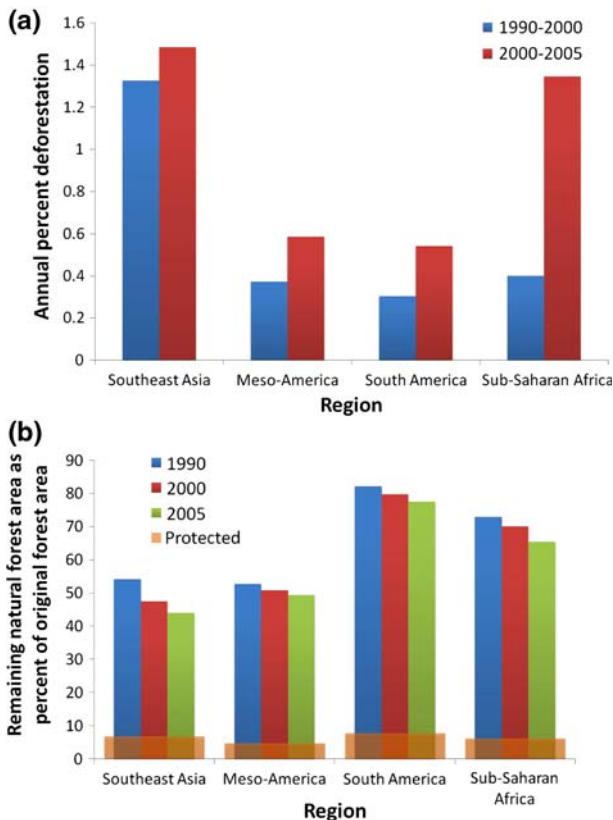 (a)
Annual percent deforestation
1.6
1.4
1.2
1
0.8
0.6
0.4
0.2
0
1990-2000
2000-2005
Southeast Asia Meso-America South America Sub-Saharan Africa
Region
(b)
Remaining natural forest area as
percent of original forest area
90
80
70
60
50
40
30
20
10
0
1990
2000
2005
Protected
Southeast Asia Meso-America South America Sub-Saharan
Africa
Region